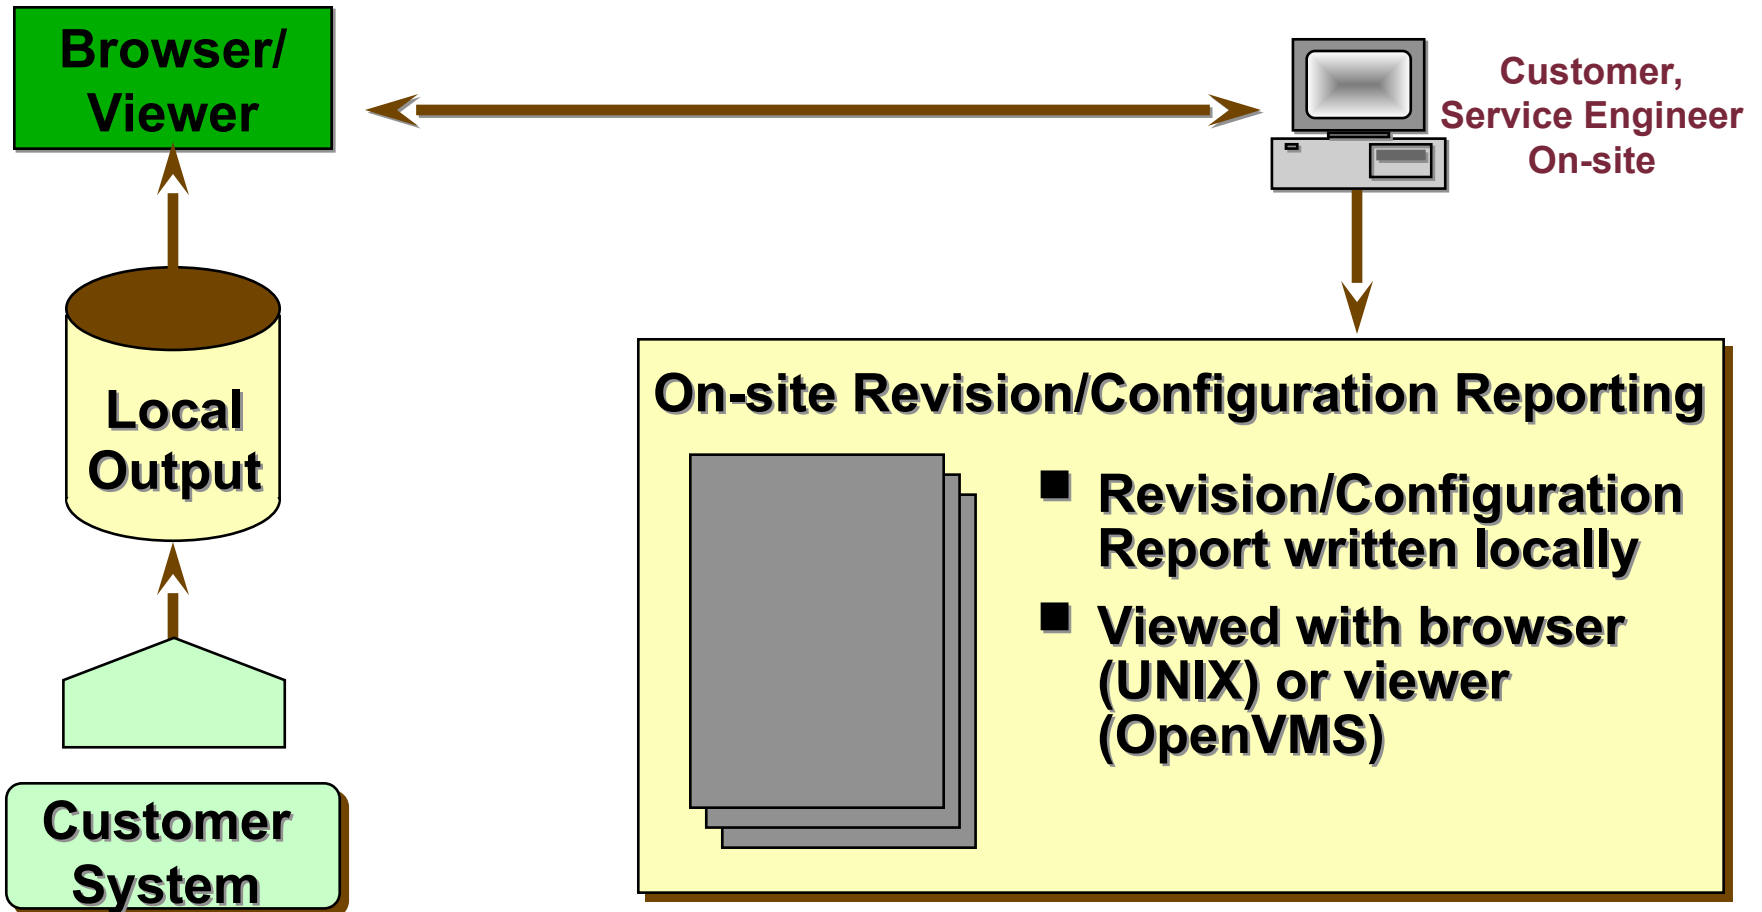 Browser/
Viewer
Customer,
Service Engineer
On-site
Local
Output
On-site Revision/Configuration Reporting
■ Revision/Configuration
Report written locally
■ Viewed with browser
(UNIX) or viewer
(OpenVMS)
Customer
System